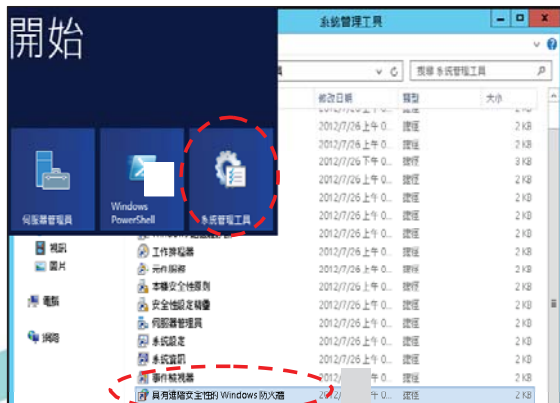 開始
系統管理工具
搜尋 系統管理工具
修改日期 類型 大小
2012/7/26 上午 0... 捷徑 2 KB
2012/7/26 上午 0... 捷徑 2 KB
2012/7/26 下午 0... 捷徑 3 KB
2012/7/26 上午 0... 捷徑 2 KB
2012/7/26 上午 0... 捷徑 2 KB
2012/7/26 上午 0... 捷徑 2 KB
2012/7/26 上午 0... 捷徑 2 KB
伺服器管理員
Windows PowerShell
系統管理工具
視訊
圖片
電腦
網路
工作排程器 2012/7/26 上午 0... 捷徑 2 KB
元件服務 2012/7/26 上午 0... 捷徑 2 KB
本機安全性原則 2012/7/26 上午 0... 捷徑 2 KB
安全性設定精靈 2012/7/26 上午 0... 捷徑 2 KB
伺服器管理員 2012/7/26 上午 0... 捷徑 2 KB
系統設定 2012/7/26 上午 0... 捷徑 2 KB
系統資訊 2012/7/26 上午 0... 捷徑 2 KB
事件檢視器 2012/ 午 0... 捷徑 2 KB
具有進階安全性的 Windows 防火牆 2012/ 午 0... 捷徑 2 KB